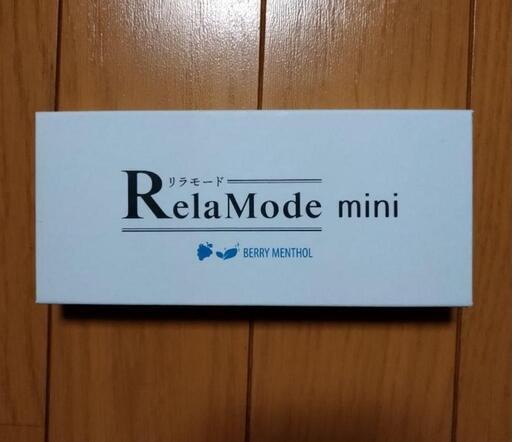 リラモード
RelaMode mini
BERRY MENTHOL